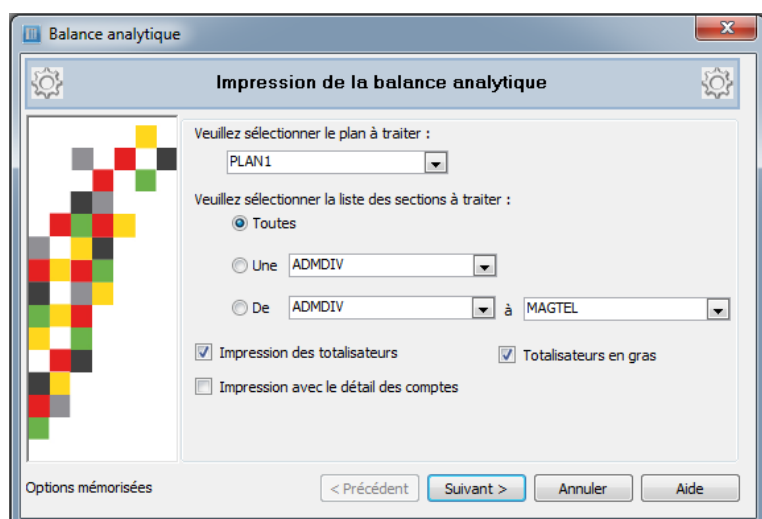 Balance analytique
Impression de la balance analytique
Veuillez sélectionner le plan à traiter :
PLAN1
Veuillez sélectionner la liste des sections à traiter :
Toutes
Une ADMDIV
De ADMDIV à MAGTEL
Impression des totalisateurs Totalisateurs en gras
Impression avec le détail des comptes
Options mémorisées < Précédent Suivant > Annuler Aide